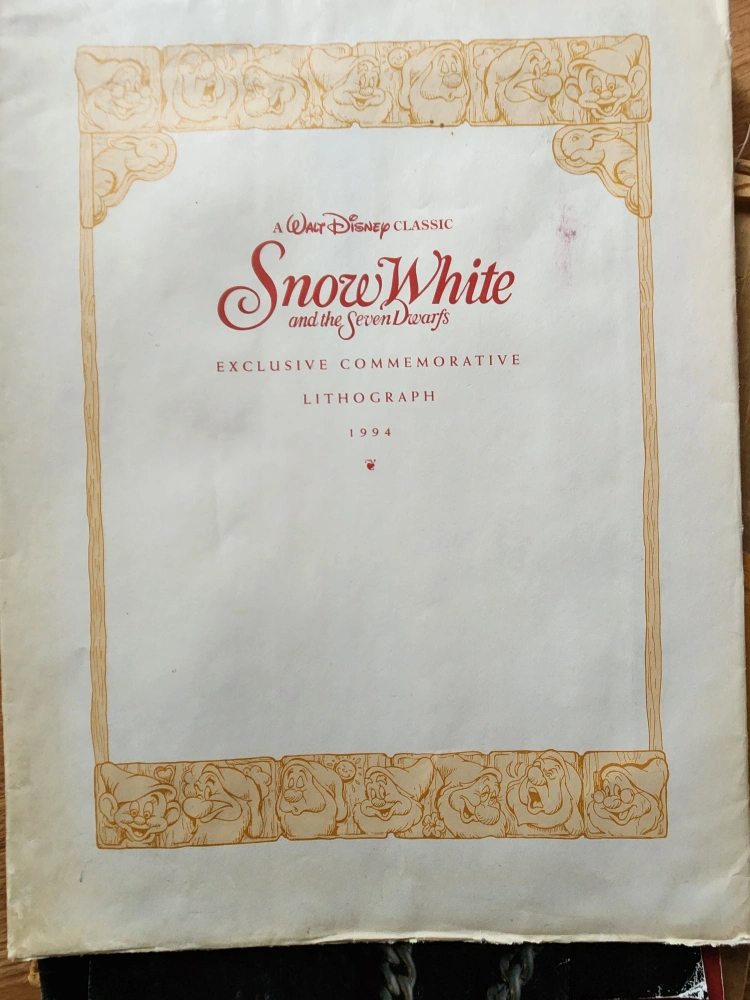 A WALT DISNEY CLASSIC
Snow White
and the Seven Dwarfs
EXCLUSIVE COMMEMORATIVE
LITHOGRAPH
1994